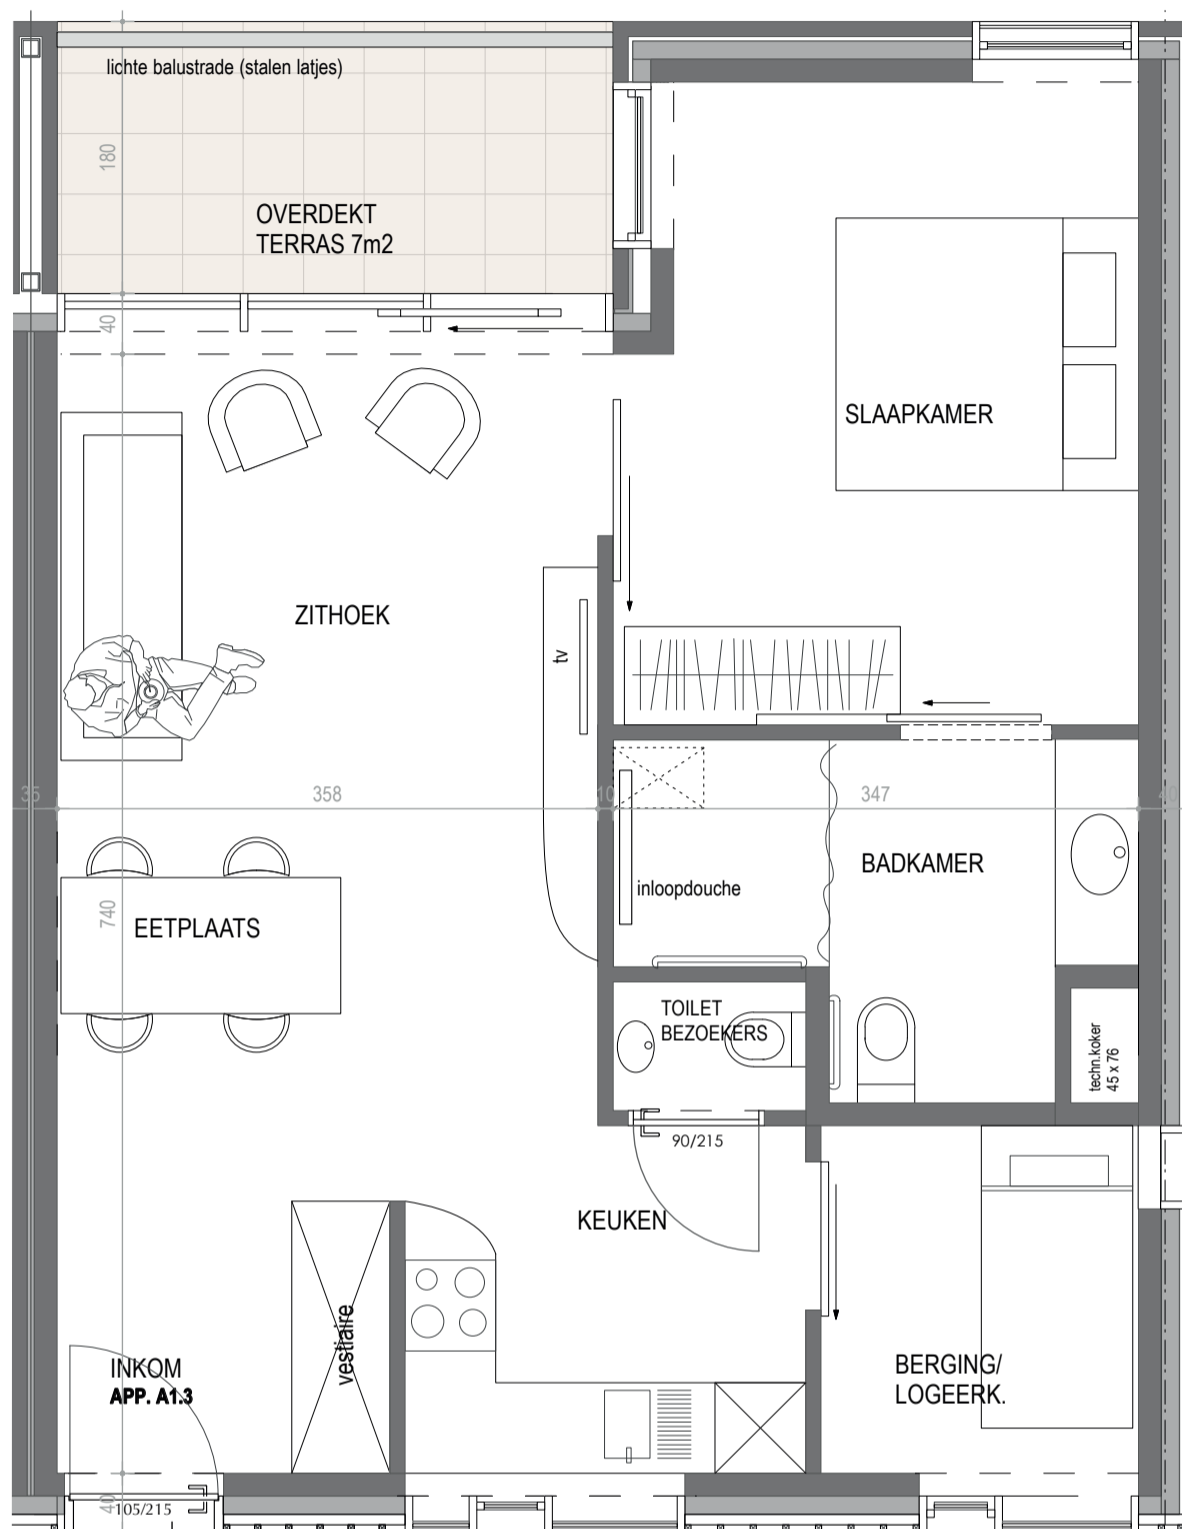 lichte balustrade (stalen latjes)
180
OVERDEKT
TERRAS 7m2
40
SLAAPKAMER
ZITHOEK
tv
35
358
10
347
40
BADKAMER
inloopdouche
740
EETPLAATS
TOILET
BEZOEKERS
techn.koker
45 x 76
90/215
KEUKEN
vestiaire
INKOM
APP. A1.3
BERGING/
LOGEERK.
40
105/215